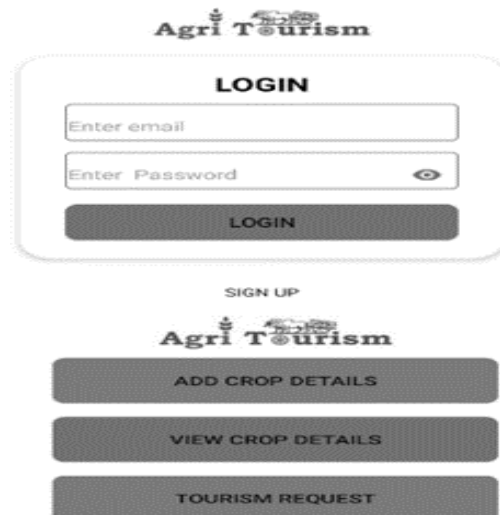 Agri Tourism
LOGIN
Enter email
Enter Password
LOGIN
SIGN UP
Agri Tourism
ADD CROP DETAILS
VIEW CROP DETAILS
TOURISM REQUEST